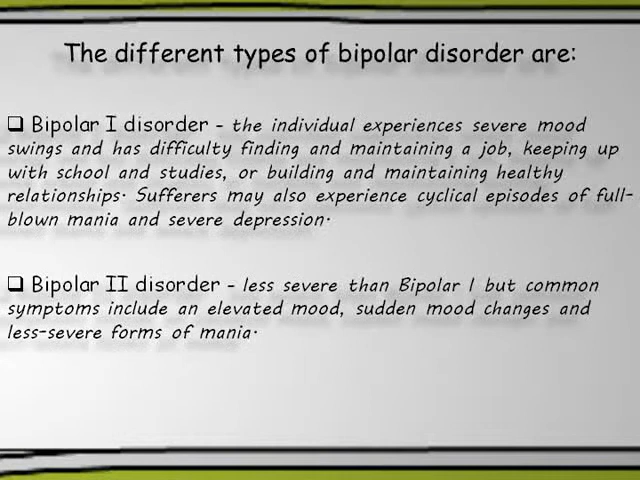 The different types of bipolar disorder are:
❑ Bipolar I disorder - the individual experiences severe mood
swings and has difficulty finding and maintaining a job, keeping up
with school and studies, or building and maintaining healthy
relationships. Sufferers may also experience cyclical episodes of full-
blown mania and severe depression.
❑ Bipolar II disorder - less severe than Bipolar I but common
symptoms include an elevated mood, sudden mood changes and
less-severe forms of mania.